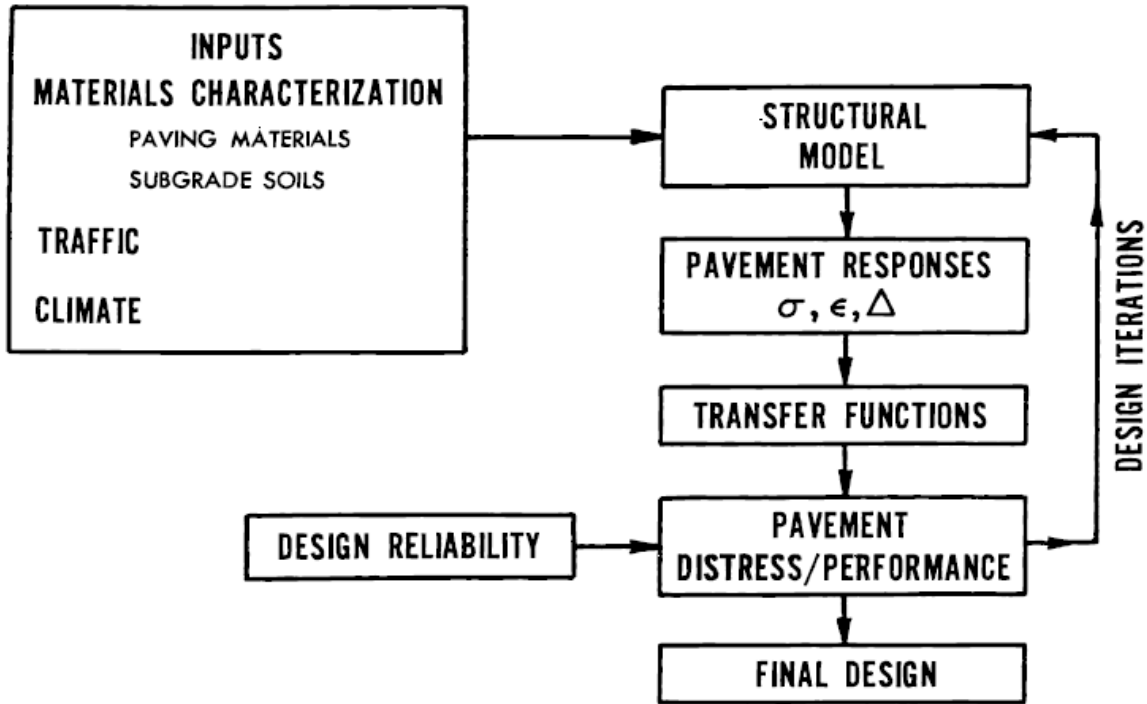 INPUTS
MATERIALS CHARACTERIZATION
PAVING MATERIALS
SUBGRADE SOILS
TRAFFIC
CLIMATE
STRUCTURAL
MODEL
PAVEMENT RESPONSES
σ, ϵ, Δ
TRANSFER FUNCTIONS
DESIGN RELIABILITY
PAVEMENT
DISTRESS/PERFORMANCE
FINAL DESIGN
DESIGN ITERATIONS